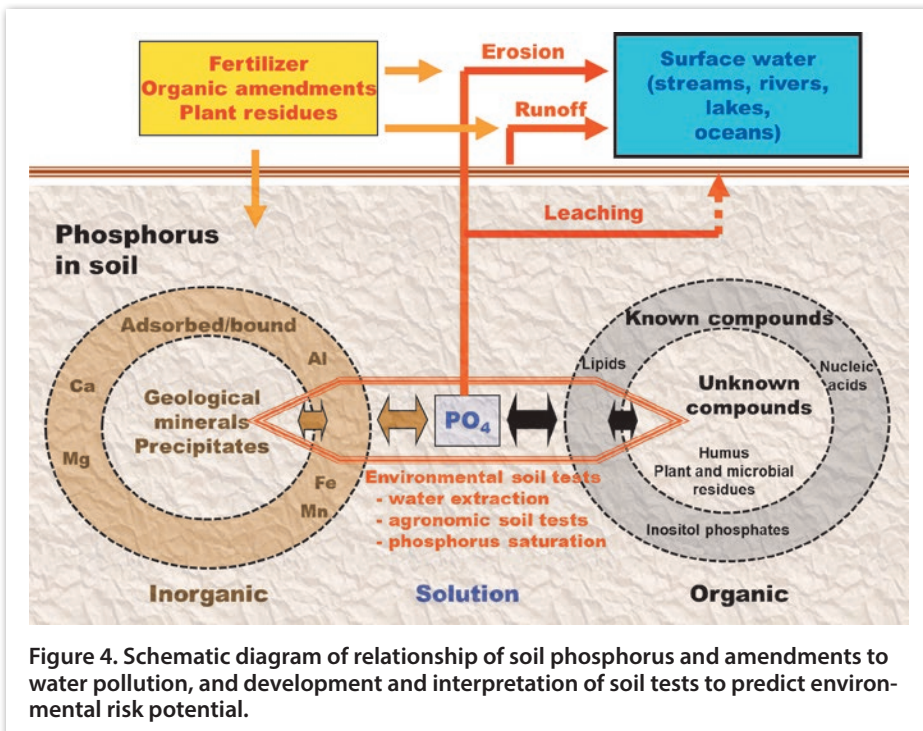 Fertilizer
Organic amendments
Plant residues
Erosion
Runoff
Surface water
(streams, rivers,
lakes,
oceans)
Leaching
Phosphorus
in soil
Adsorbed/bound
Al
Ca
Geological
minerals
Precipitates
Mg
Fe
Mn
PO₄
Known compounds
Lipids
Nucleic
acids
Unknown
compounds
Humus
Plant and microbial
residues
Inositol phosphates
Environmental soil tests
- water extraction
- agronomic soil tests
- phosphorus saturation
Inorganic
Solution
Organic
Figure 4. Schematic diagram of relationship of soil phosphorus and amendments to
water pollution, and development and interpretation of soil tests to predict environ-
mental risk potential.